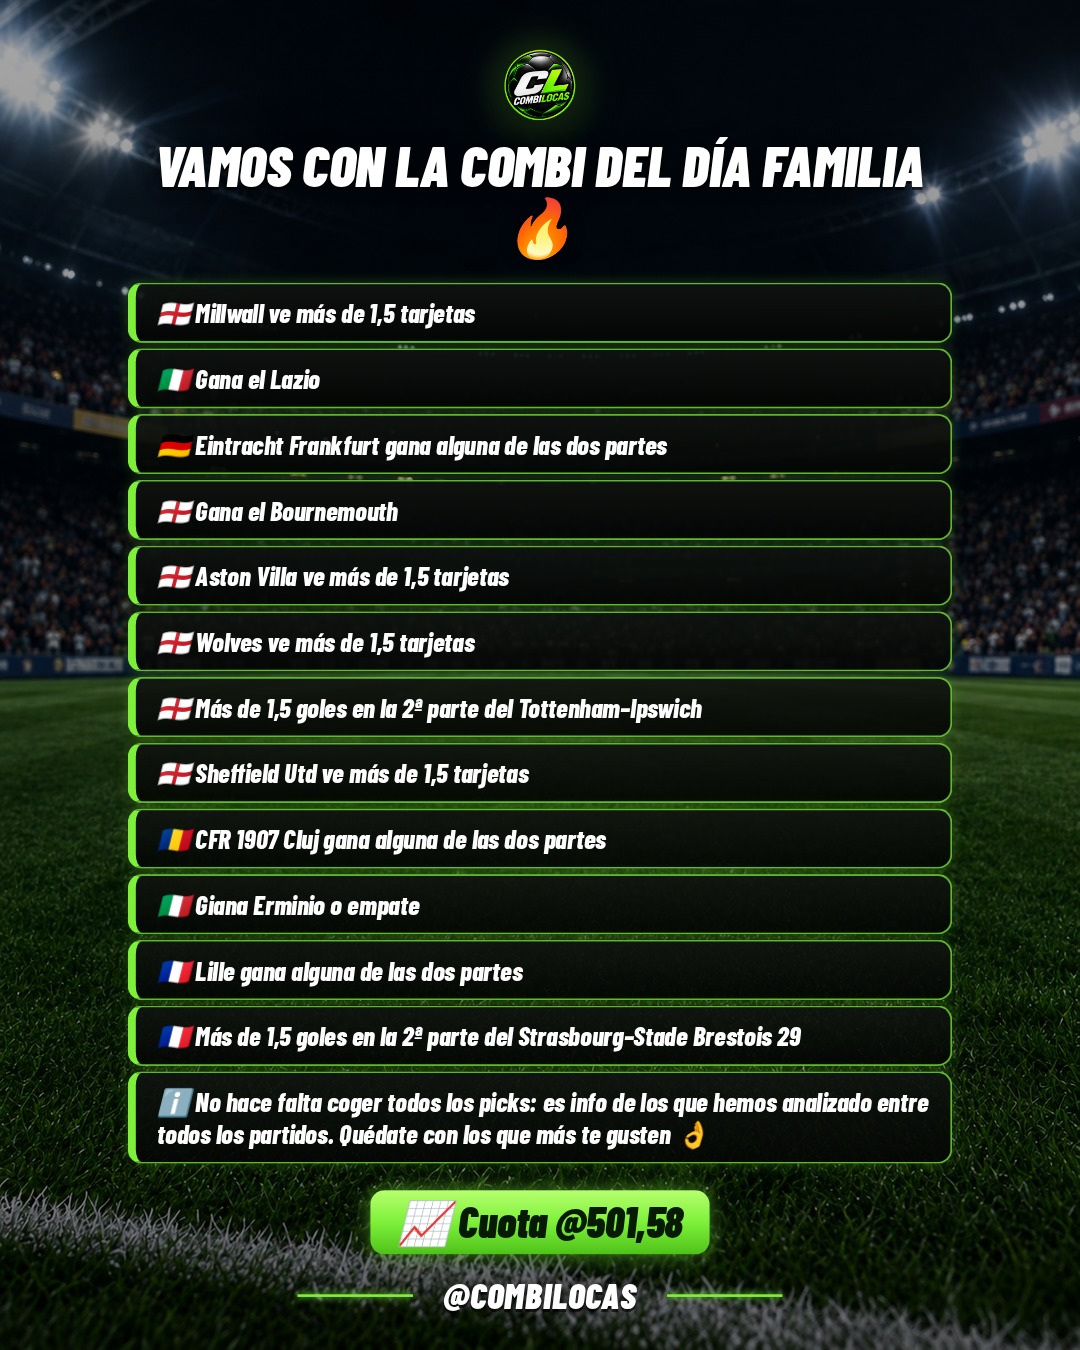 CL
COMBILOCAS
VAMOS CON LA COMBI DEL DÍA FAMILIA
🔥
🏴󠁧󠁢󠁥󠁮󠁧󠁿 Millwall ve más de 1,5 tarjetas
🇮🇹 Gana el Lazio
🇩🇪 Eintracht Frankfurt gana alguna de las dos partes
🏴󠁧󠁢󠁥󠁮󠁧󠁿 Gana el Bournemouth
🏴󠁧󠁢󠁥󠁮󠁧󠁿 Aston Villa ve más de 1,5 tarjetas
🏴󠁧󠁢󠁥󠁮󠁧󠁿 Wolves ve más de 1,5 tarjetas
🏴󠁧󠁢󠁥󠁮󠁧󠁿 Más de 1,5 goles en la 2ª parte del Tottenham-Ipswich
🏴󠁧󠁢󠁥󠁮󠁧󠁿 Sheffield Utd ve más de 1,5 tarjetas
🇷🇴 CFR 1907 Cluj gana alguna de las dos partes
🇮🇹 Giana Erminio o empate
🇫🇷 Lille gana alguna de las dos partes
🇫🇷 Más de 1,5 goles en la 2ª parte del Strasbourg-Stade Brestois 29
ℹ️ No hace falta coger todos los picks: es info de los que hemos analizado entre
todos los partidos. Quédate con los que más te gusten 👌
📈 Cuota @501,58
@COMBILOCAS